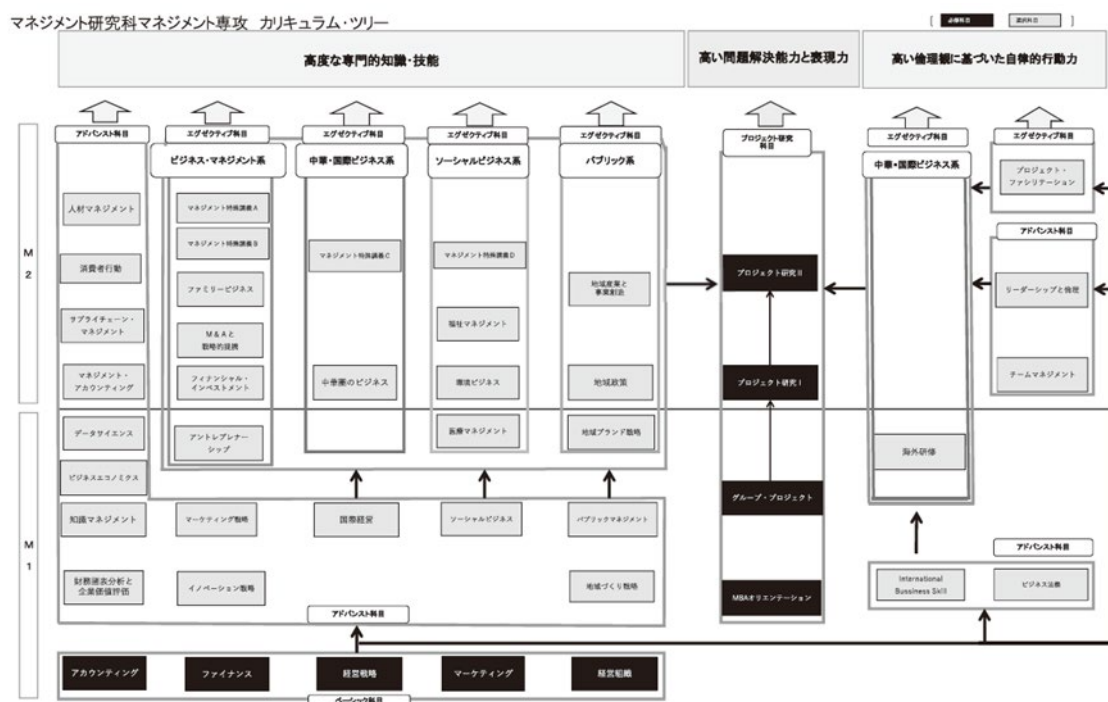 マネジメント研究科マネジメント専攻 カリキュラム・ツリー
[ 必修科目 選択科目 ]
高度な専門的知識・技能
高い問題解決能力と表現力
高い倫理観に基づいた自律的行動力
アドバンスト科目
エグゼクティブ科目
エグゼクティブ科目
エグゼクティブ科目
エグゼクティブ科目
プロジェクト研究
科目
エグゼクティブ科目
エグゼクティブ科目
ビジネス・マネジメント系
中華・国際ビジネス系
ソーシャルビジネス系
パブリック系
中華・国際ビジネス系
M
2
人材マネジメント
消費者行動
サプライチェーン・
マネジメント
マネジメント・
アカウンティング
データサイエンス
ビジネスエコノミクス
マネジメント特殊講義A
マネジメント特殊講義B
ファミリービジネス
M&Aと
戦略的提携
フィナンシャル・
インベストメント
アントレプレナー
シップ
マネジメント特殊講義C
中華圏のビジネス
マネジメント特殊講義D
福祉マネジメント
環境ビジネス
医療マネジメント
地域産業と
事業創造
地域政策
地域ブランド戦略
プロジェクト研究II
プロジェクト研究I
グループ・プロジェクト
MBAオリエンテーション
海外研修
プロジェクト・
ファシリテーション
アドバンスト科目
リーダーシップと倫理
チームマネジメント
M
1
知識マネジメント
マーケティング戦略
国際経営
ソーシャルビジネス
パブリックマネジメント
財務諸表分析と
企業価値評価
イノベーション戦略
地域づくり戦略
アドバンスト科目
アドバンスト科目
International
Bussiness Skill
ビジネス法務
アカウンティング
ファイナンス
経営戦略
マーケティング
経営組織
ベーシック科目